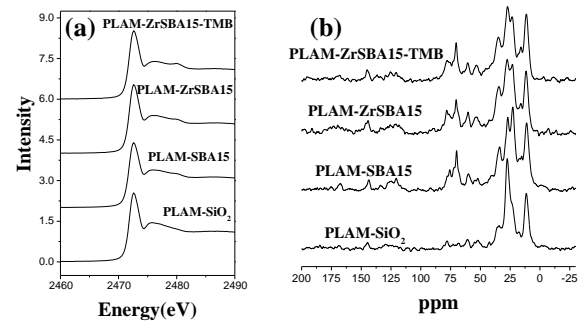 (a)
9.0
7.5
6.0
4.5
3.0
1.5
0.0
Intensity
PLAM-ZrSBA15-TMB
PLAM-ZrSBA15
PLAM-SBA15
PLAM-SiO₂
2460 2470 2480 2490
Energy(eV)
(b)
PLAM-ZrSBA15-TMB
PLAM-ZrSBA15
PLAM-SBA15
PLAM-SiO₂
200 175 150 125 100 75 50 25 0 -25
ppm